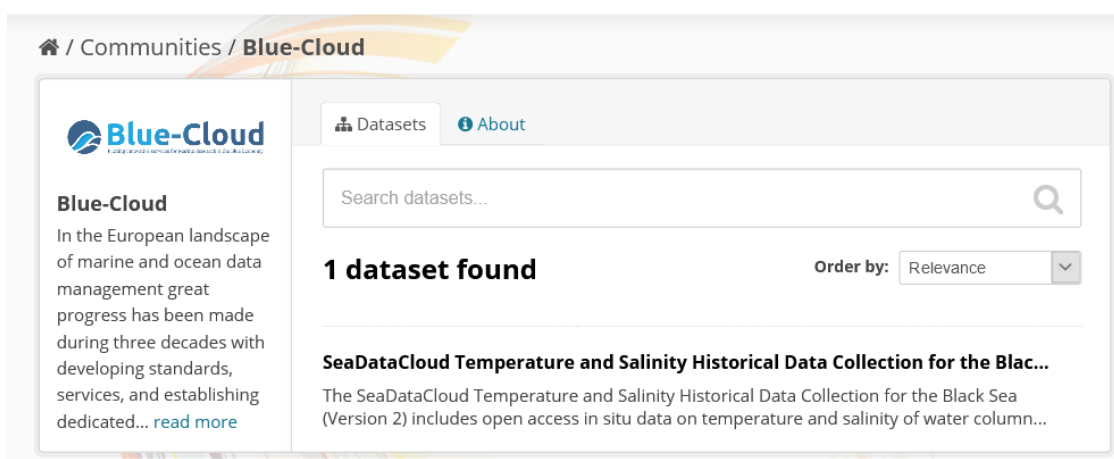 / Communities / Blue-Cloud
Blue-Cloud
Datasets
About
Search datasets...
Blue-Cloud
In the European landscape
of marine and ocean data
management great
progress has been made
during three decades with
developing standards,
services, and establishing
dedicated... read more
1 dataset found
Order by:
Relevance
SeaDataCloud Temperature and Salinity Historical Data Collection for the Blac...
The SeaDataCloud Temperature and Salinity Historical Data Collection for the Black Sea
(Version 2) includes open access in situ data on temperature and salinity of water column...